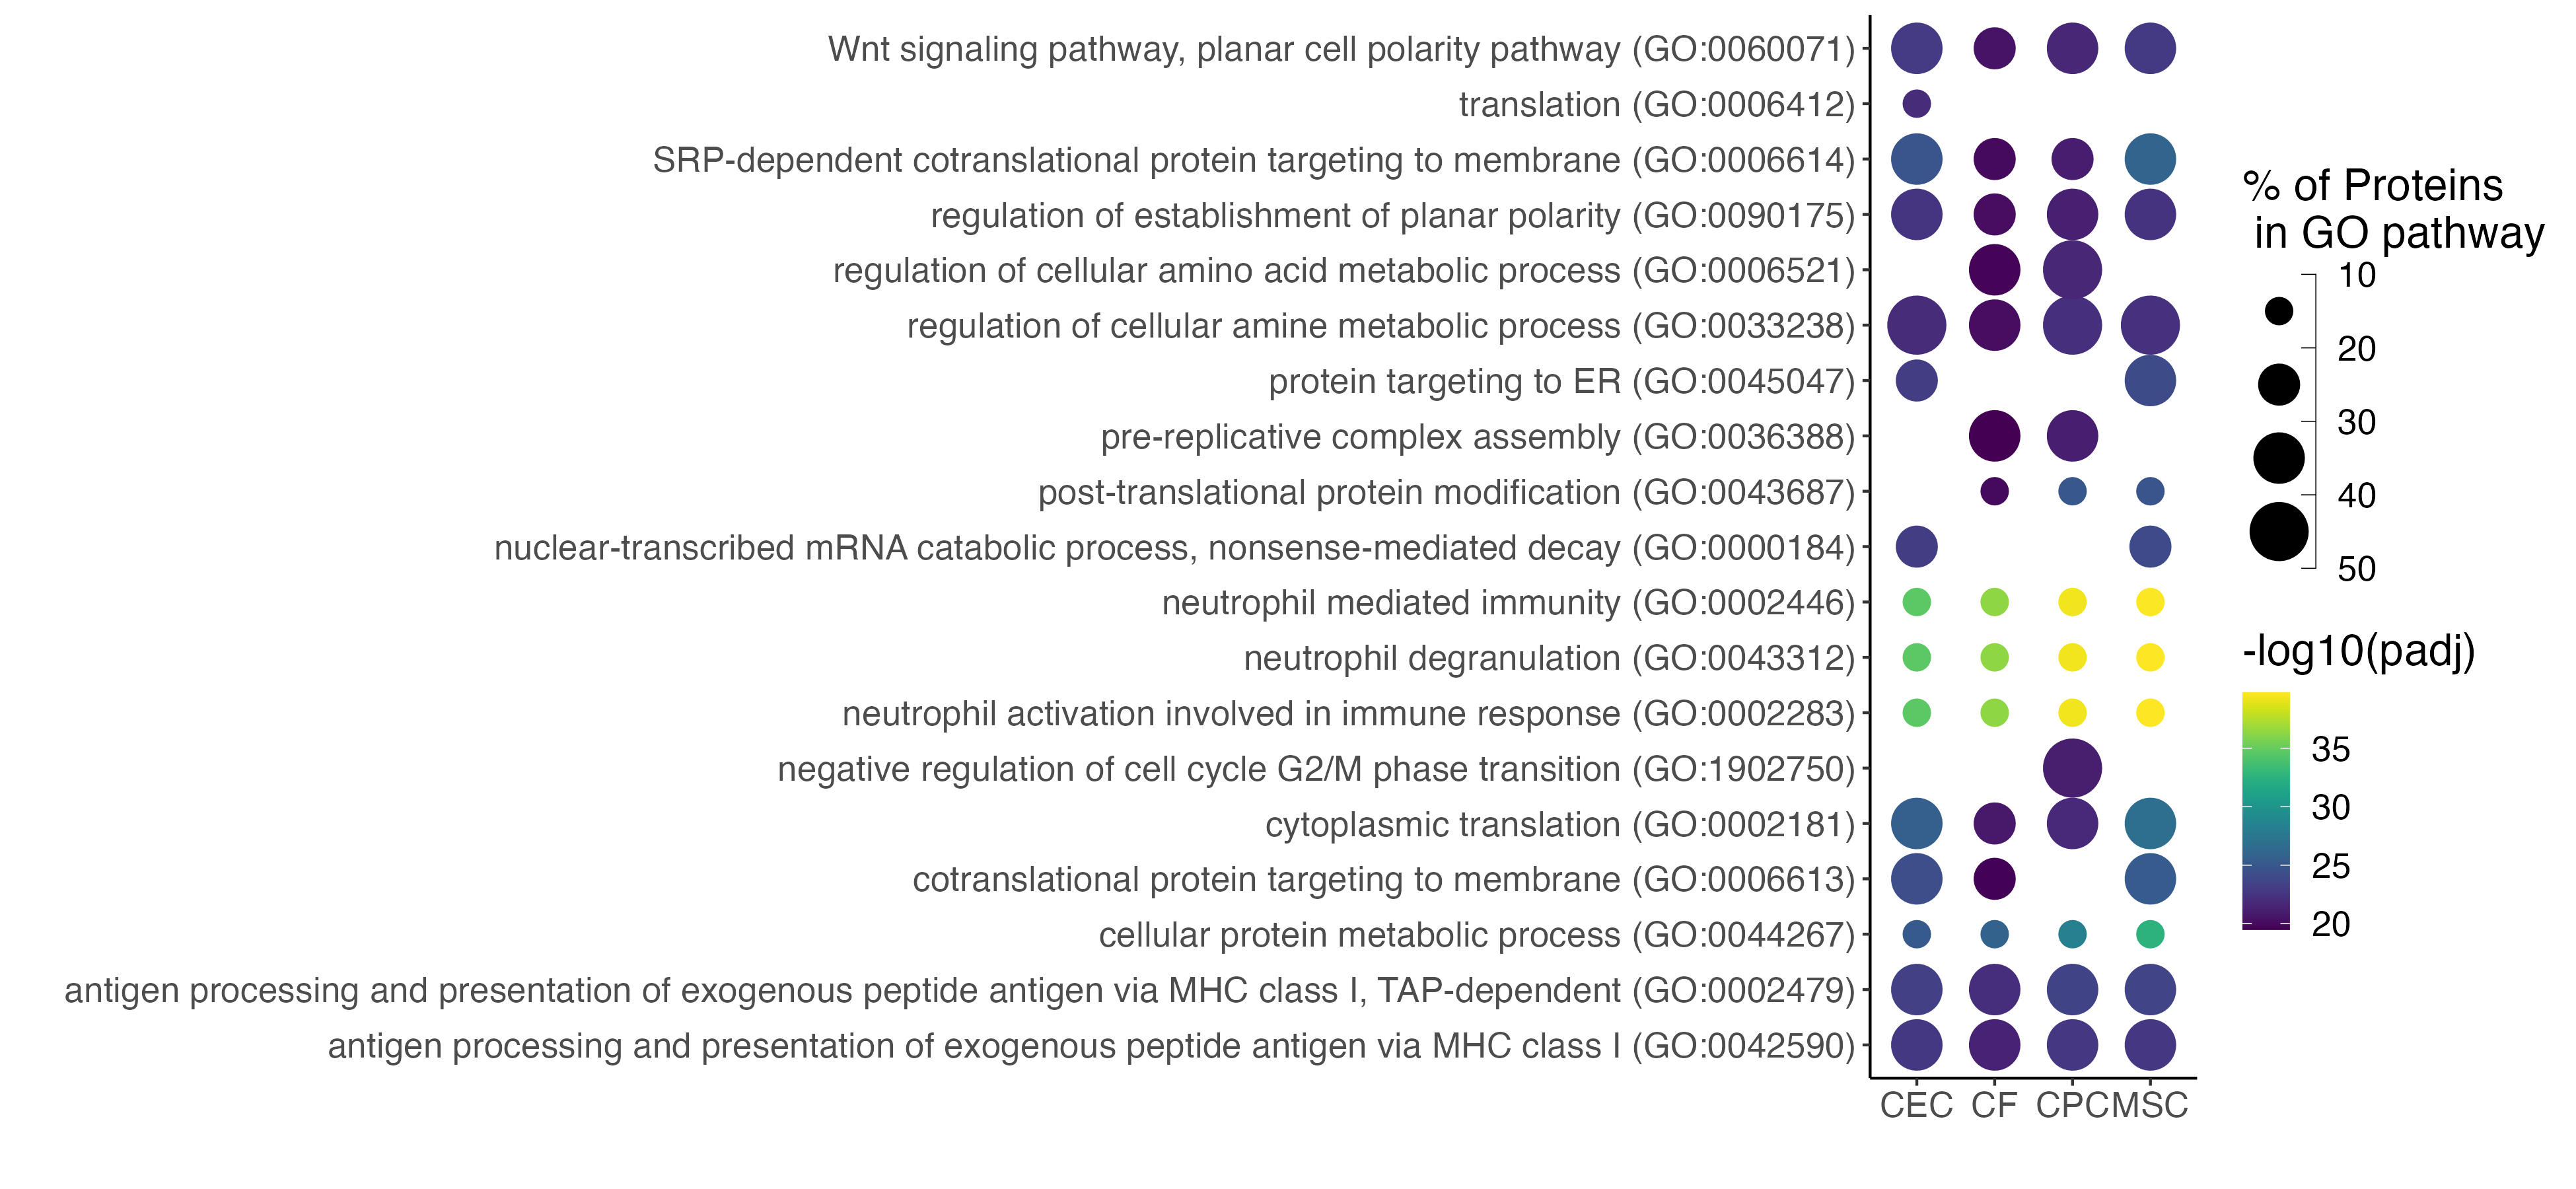 Wnt signaling pathway, planar cell polarity pathway (GO:0060071)
translation (GO:0006412)
SRP-dependent cotranslational protein targeting to membrane (GO:0006614)
regulation of establishment of planar polarity (GO:0090175)
regulation of cellular amino acid metabolic process (GO:0006521)
regulation of cellular amine metabolic process (GO:0033238)
protein targeting to ER (GO:0045047)
pre-replicative complex assembly (GO:0036388)
post-translational protein modification (GO:0043687)
nuclear-transcribed mRNA catabolic process, nonsense-mediated decay (GO:0000184)
neutrophil mediated immunity (GO:0002446)
neutrophil degranulation (GO:0043312)
neutrophil activation involved in immune response (GO:0002283)
negative regulation of cell cycle G2/M phase transition (GO:1902750)
cytoplasmic translation (GO:0002181)
cotranslational protein targeting to membrane (GO:0006613)
cellular protein metabolic process (GO:0044267)
antigen processing and presentation of exogenous peptide antigen via MHC class I, TAP-dependent (GO:0002479)
antigen processing and presentation of exogenous peptide antigen via MHC class I (GO:0042590)
CEC CF CPC MSC
% of Proteins
in GO pathway
10
20
30
40
50
-log10(padj)
35
30
25
20